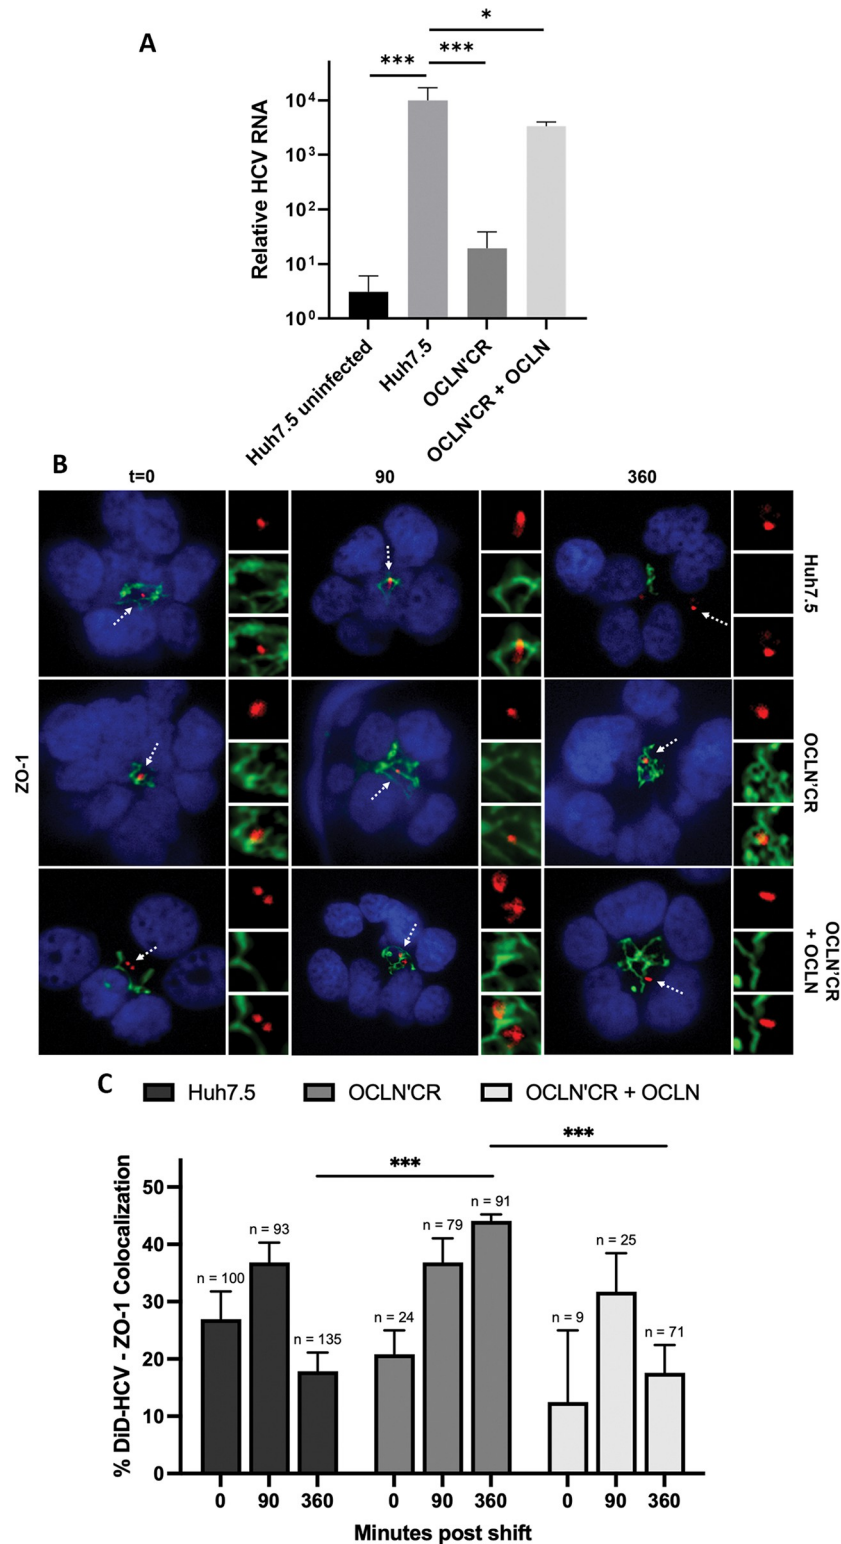 A
*
***
***
Relative HCV RNA
10⁴
10³
10²
10¹
10⁰
Huh7.5 uninfected
Huh7.5
OCLN'CR
OCLN'CR + OCLN
B
t=0
90
360
ZO-1
Huh7.5
OCLN'CR
OCLN'CR
+ OCLN
C
Huh7.5
OCLN'CR
OCLN'CR + OCLN
***
***
% DiD-HCV - ZO-1 Colocalization
50
40
30
20
10
0
n = 100
n = 93
n = 135
n = 24
n = 79
n = 91
n = 9
n = 25
n = 71
0 90 360 0 90 360 0 90 360
Minutes post shift